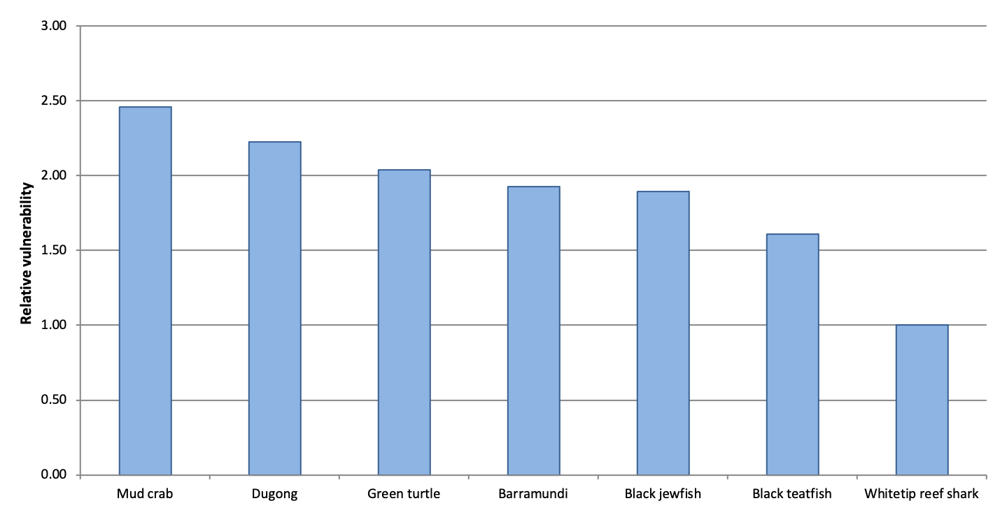 3.00
2.50
2.00
1.50
1.00
0.50
0.00
Relative vulnerability
Mud crab
Dugong
Green turtle
Barramundi
Black jewfish
Black teatfish
Whitetip reef shark